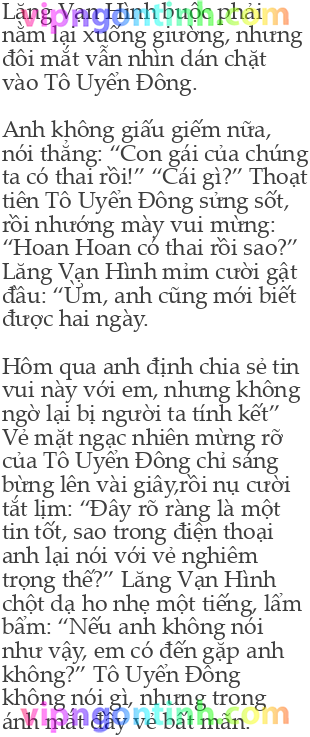 Lăng Vạn Hình buộc phải
nằm lại xuống giường, nhưng
đôi mắt vẫn nhìn dán chặt
vào Tô Uyển Đông.
Anh không giấu giếm nữa,
nói thẳng: “Con gái của chúng
ta có thai rồi!” “Cái gì?” Thoạt
tiên Tô Uyển Đông sửng sốt,
rồi nhướng mày vui mừng:
“Hoan Hoan có thai rồi sao?”
Lăng Vạn Hình mỉm cười gật
đầu: “Ừm, anh cũng mới biết
được hai ngày.
Hôm qua anh định chia sẻ tin
vui này với em, nhưng không
ngờ lại bị người ta tính kết”
Vẻ mặt ngạc nhiên mừng rỡ
của Tô Uyển Đông chỉ sáng
bừng lên vài giây,rồi nụ cười
tắt lịm: “Đây rõ ràng là một
tin tốt, sao trong điện thoại
anh lại nói với vẻ nghiêm
trọng thế?” Lăng Vạn Hình
chột dạ ho nhẹ một tiếng, lẩm
bẩm: “Nếu anh không nói
như vậy, em có đến gặp anh
không?” Tô Uyển Đông
không nói gì, nhưng trong
ánh mắt đầy vẻ bất mãn.
vipngontinh.com
vipngontinh.com